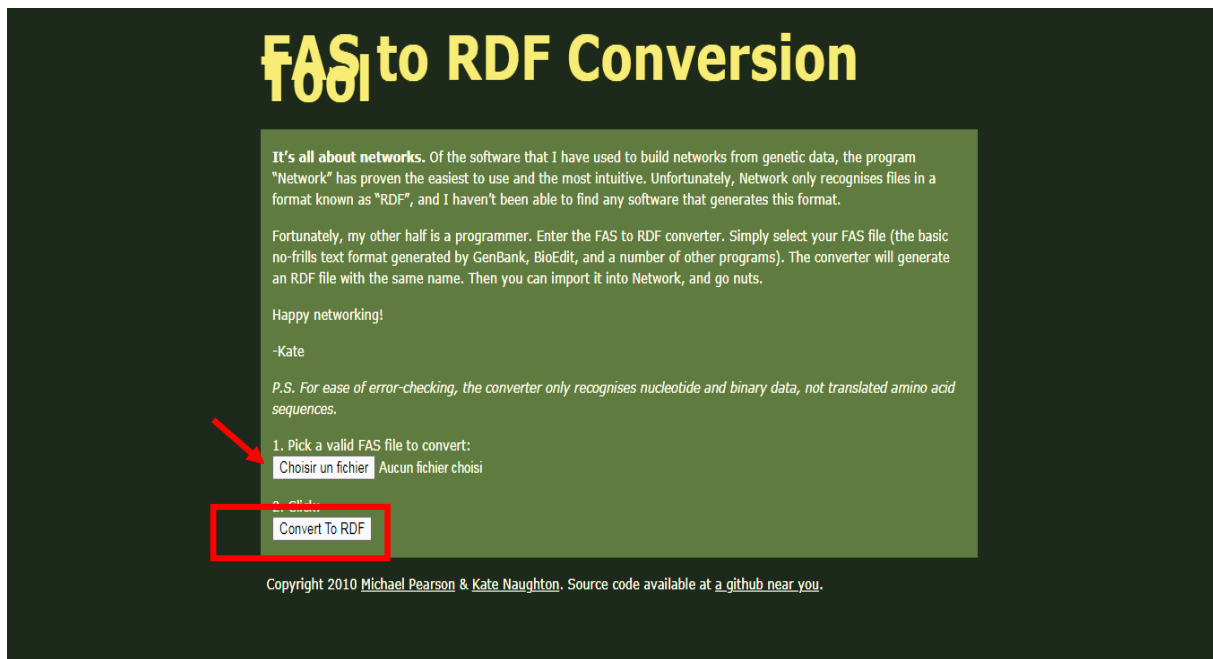 FAS to RDF Conversion
Tool
It's all about networks. Of the software that I have used to build networks from genetic data, the program
"Network" has proven the easiest to use and the most intuitive. Unfortunately, Network only recognises files in a
format known as "RDF", and I haven't been able to find any software that generates this format.
Fortunately, my other half is a programmer. Enter the FAS to RDF converter. Simply select your FAS file (the basic
no-frills text format generated by GenBank, BioEdit, and a number of other programs). The converter will generate
an RDF file with the same name. Then you can import it into Network, and go nuts.
Happy networking!
-Kate
P.S. For ease of error-checking, the converter only recognises nucleotide and binary data, not translated amino acid
sequences.
1. Pick a valid FAS file to convert:
Choisir un fichier Aucun fichier choisi
2. Click:
Convert To RDF
Copyright 2010 Michael Pearson & Kate Naughton. Source code available at a github near you.